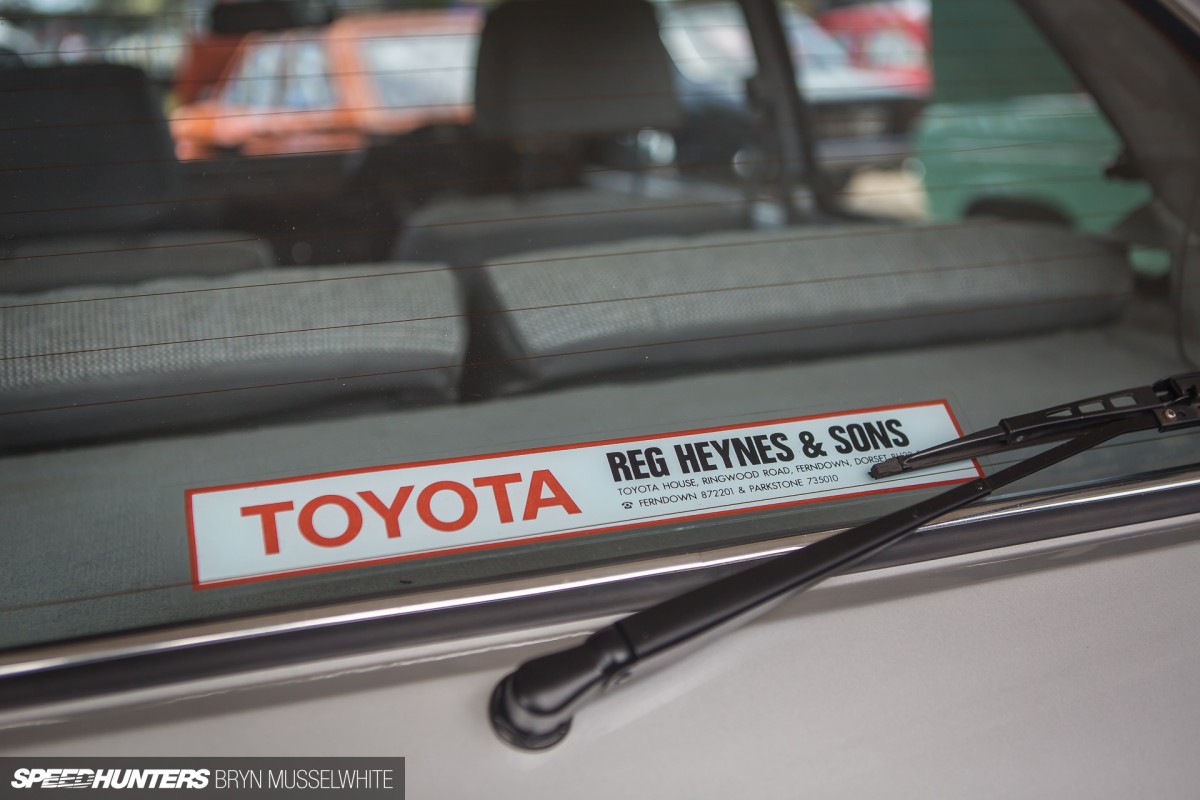 TOYOTA
REG HEYNES & SONS
TOYOTA HOUSE, RINGWOOD ROAD, FERNDOWN, DORSET
☎ FERNDOWN 872201 & PARKSTONE 735010
SPEEDHUNTERS BRYN MUSSELWHITE